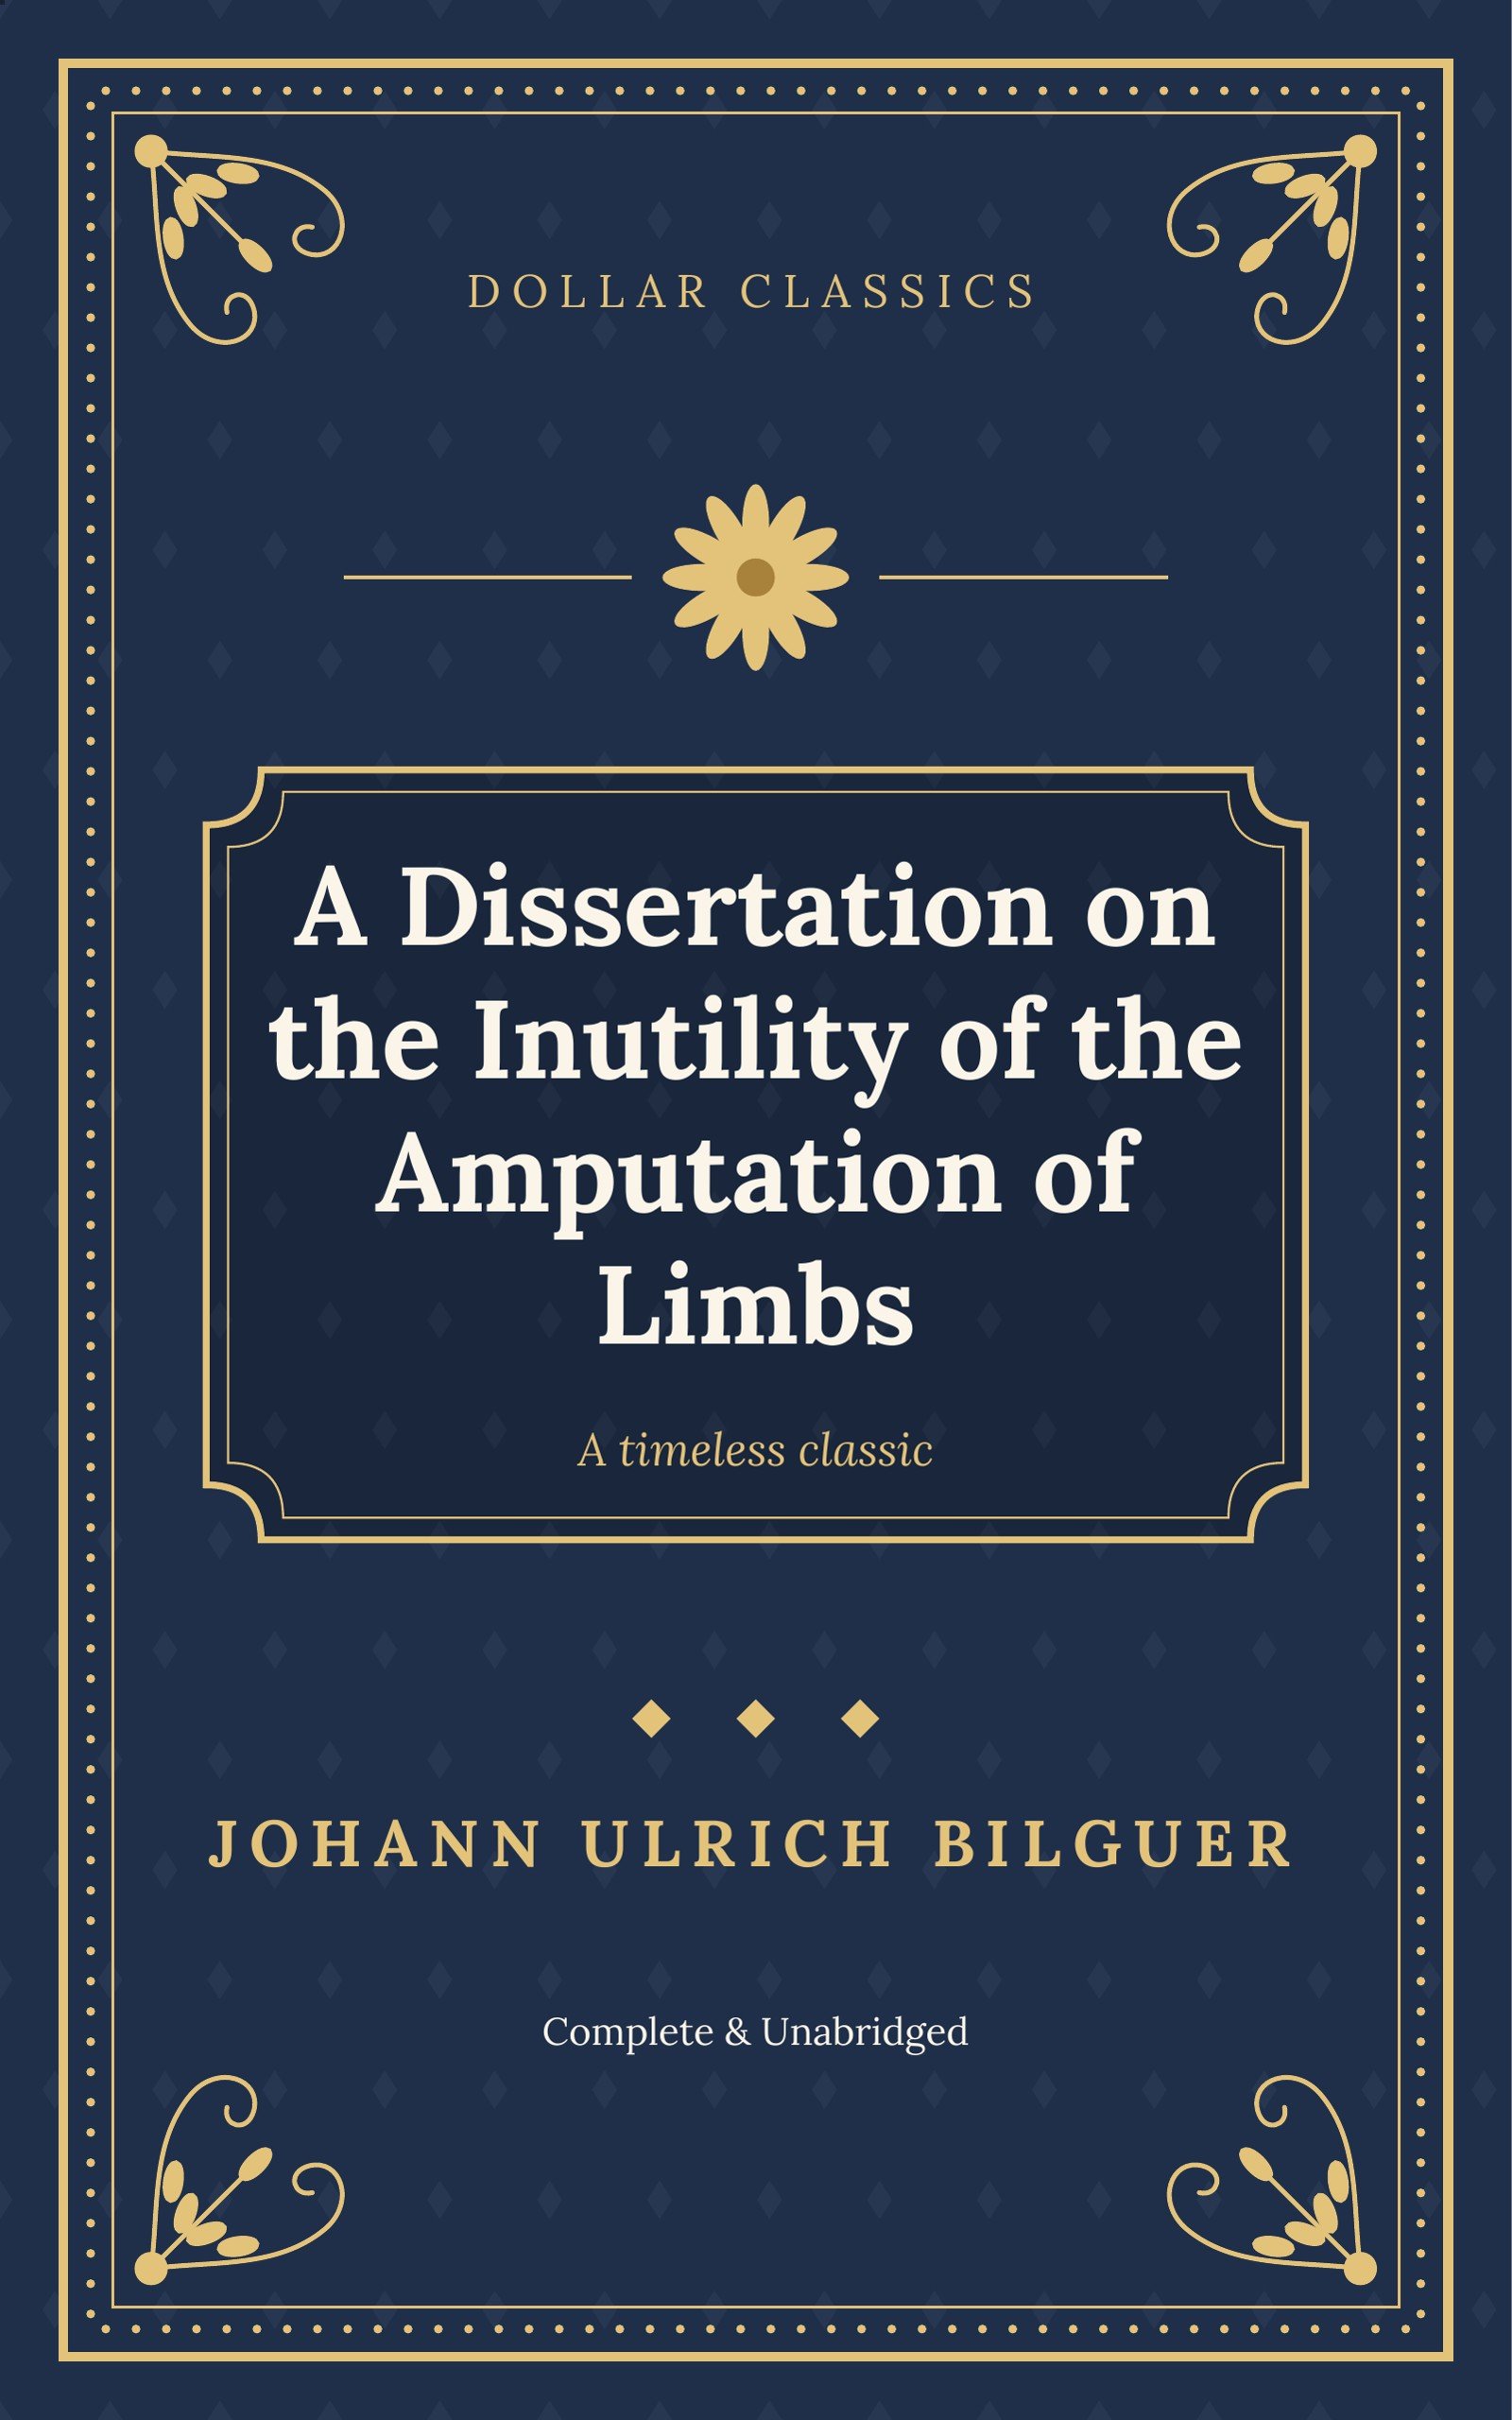 DOLLAR CLASSICS
A Dissertation on
the Inutility of the
Amputation of
Limbs
A timeless classic
JOHANN ULRICH BILGUER
Complete & Unabridged